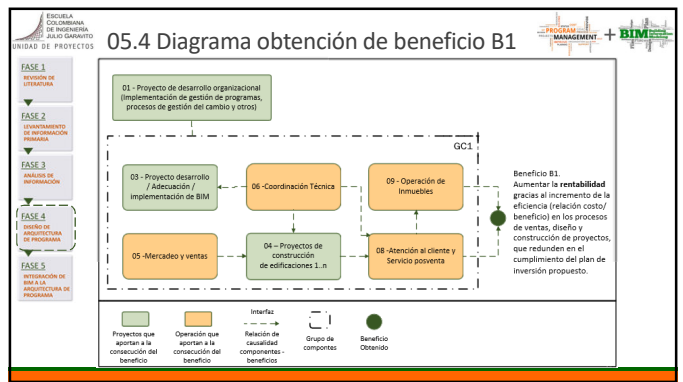 ESCUELA
COLOMBIANA
DE INGENIERÍA
JULIO GARAVITO
UNIDAD DE PROYECTOS
05.4 Diagrama obtención de beneficio B1
PROGRAM
MANAGEMENT
+
BIM
FASE 1
REVISIÓN DE
LITERATURA
FASE 2
LEVANTAMIENTO
DE INFORMACIÓN
PRIMARIA
FASE 3
ANÁLISIS DE
INFORMACIÓN
FASE 4
DISEÑO DE
ARQUITECTURA
DE PROGRAMA
FASE 5
INTEGRACIÓN DE
BIM A LA
ARQUITECTURA DE
PROGRAMA
01 - Proyecto de desarrollo organizacional
(Implementación de gestión de programas,
procesos de gestión del cambio y otros)
GC1
03 - Proyecto desarrollo
/ Adecuación /
implementación de BIM
06 -Coordinación Técnica
09 - Operación de
Inmuebles
05 -Mercadeo y ventas
04 – Proyectos de
construcción
de edificaciones 1..n
08 -Atención al cliente y
Servicio posventa
Beneficio B1.
Aumentar la rentabilidad
gracias al incremento de la
eficiencia (relación costo/
beneficio) en los procesos
de ventas, diseño y
construcción de proyectos,
que redunden en el
cumplimiento del plan de
inversión propuesto.
Proyectos que
aportan a la
consecución del
beneficio
Operación que
aportan a la
consecución del
beneficio
Interfaz
Relación de
causalidad
componentes -
beneficios
Grupo de
compontes
Beneficio
Obtenido